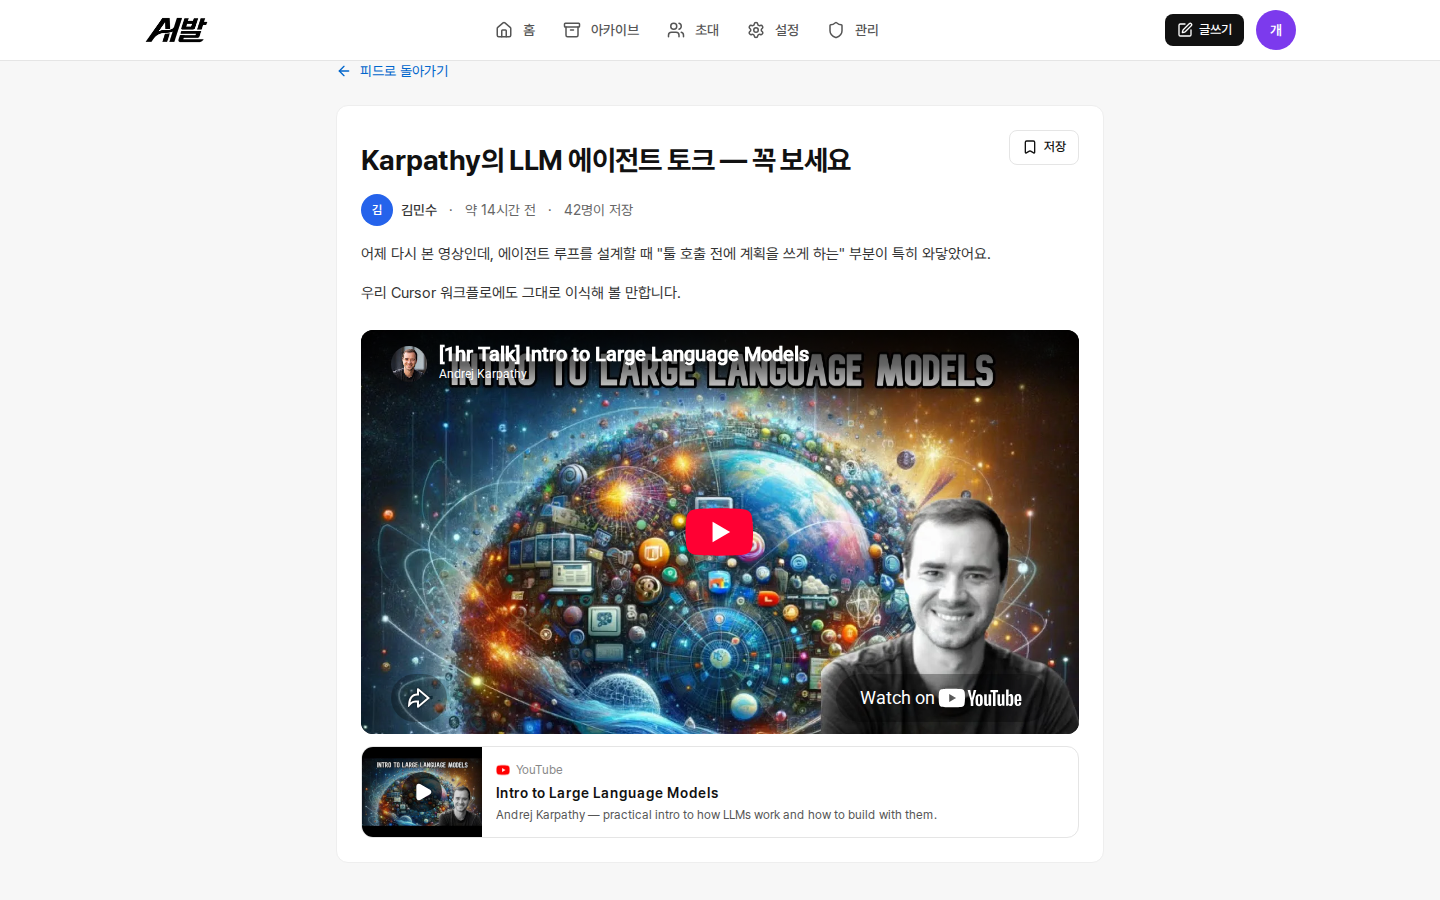 AI발
홈
아카이브
초대
설정
관리
글쓰기
개
피드로 돌아가기
Karpathy의 LLM 에이전트 토크 — 꼭 보세요
저장
김
김민수 · 약 14시간 전 · 42명이 저장
어제 다시 본 영상인데, 에이전트 루프를 설계할 때 "툴 호출 전에 계획을 쓰게 하는" 부분이 특히 와닿았어요.
우리 Cursor 워크플로에도 그대로 이식해 볼 만합니다.
[1hr Talk] Intro to Large Language Models
Andrej Karpathy
INTRO TO LARGE LANGUAGE MODELS
Watch on YouTube
INTRO TO LARGE LANGUAGE MODELS
YouTube
Intro to Large Language Models
Andrej Karpathy — practical intro to how LLMs work and how to build with them.